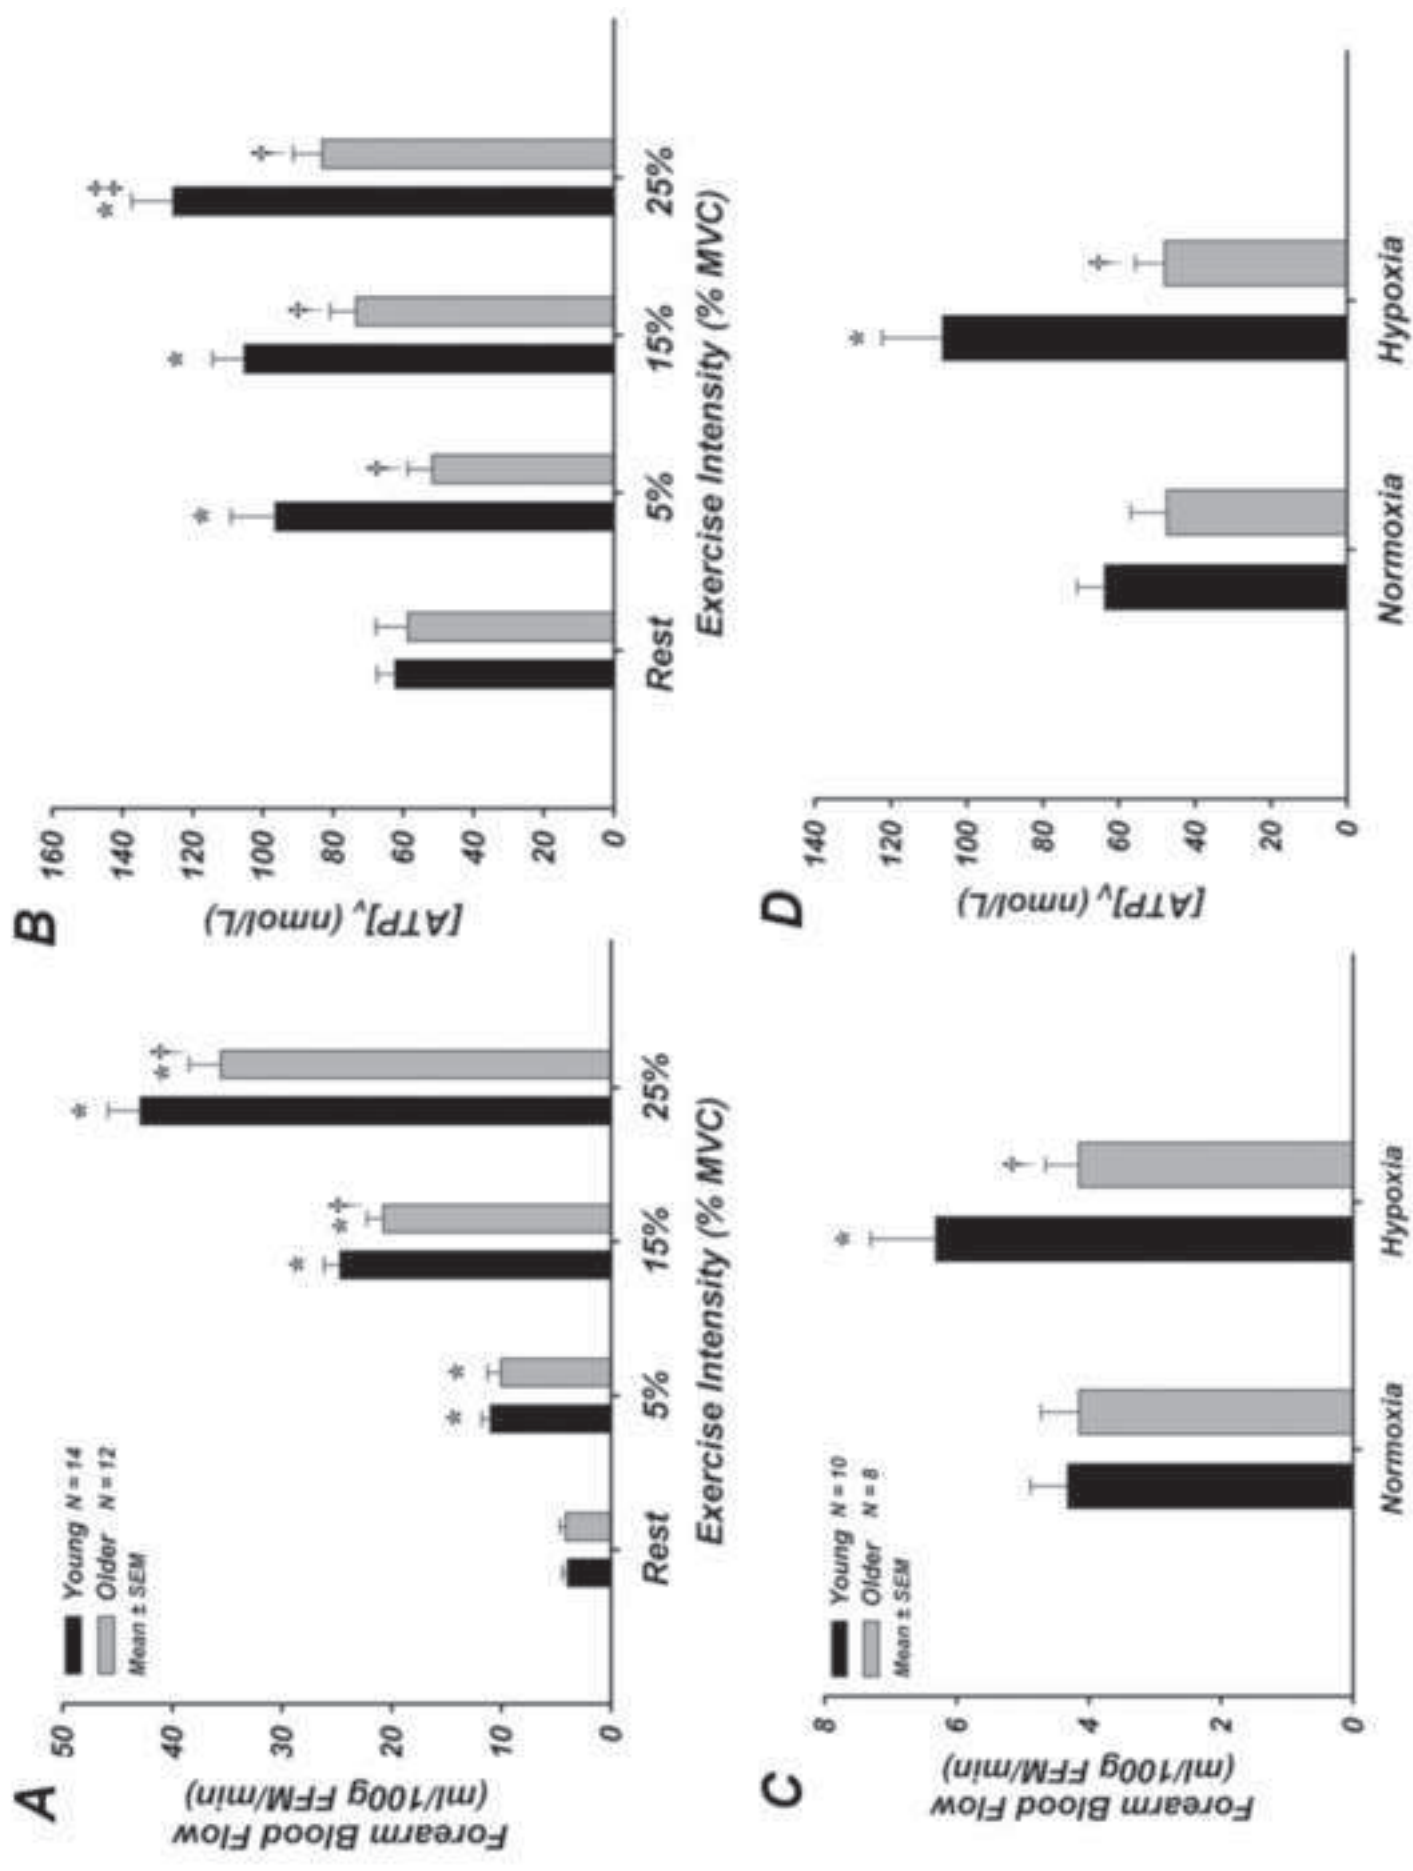 A
Forearm Blood Flow
(ml/100g FFM/min)
50
40
30
20
10
0
Young N = 14
Older N = 12
Mean ± SEM
*
*
*
*†
*
*†
Rest
5%
15%
25%
Exercise Intensity (% MVC)
B
[ATP]v (nmol/L)
160
140
120
100
80
60
40
20
0
*
†
*
†
*‡
†
Rest
5%
15%
25%
Exercise Intensity (% MVC)
C
Forearm Blood Flow
(ml/100g FFM/min)
8
6
4
2
0
Young N = 10
Older N = 8
Mean ± SEM
*
†
Normoxia
Hypoxia
D
[ATP]v (nmol/L)
140
120
100
80
60
40
20
0
*
†
Normoxia
Hypoxia